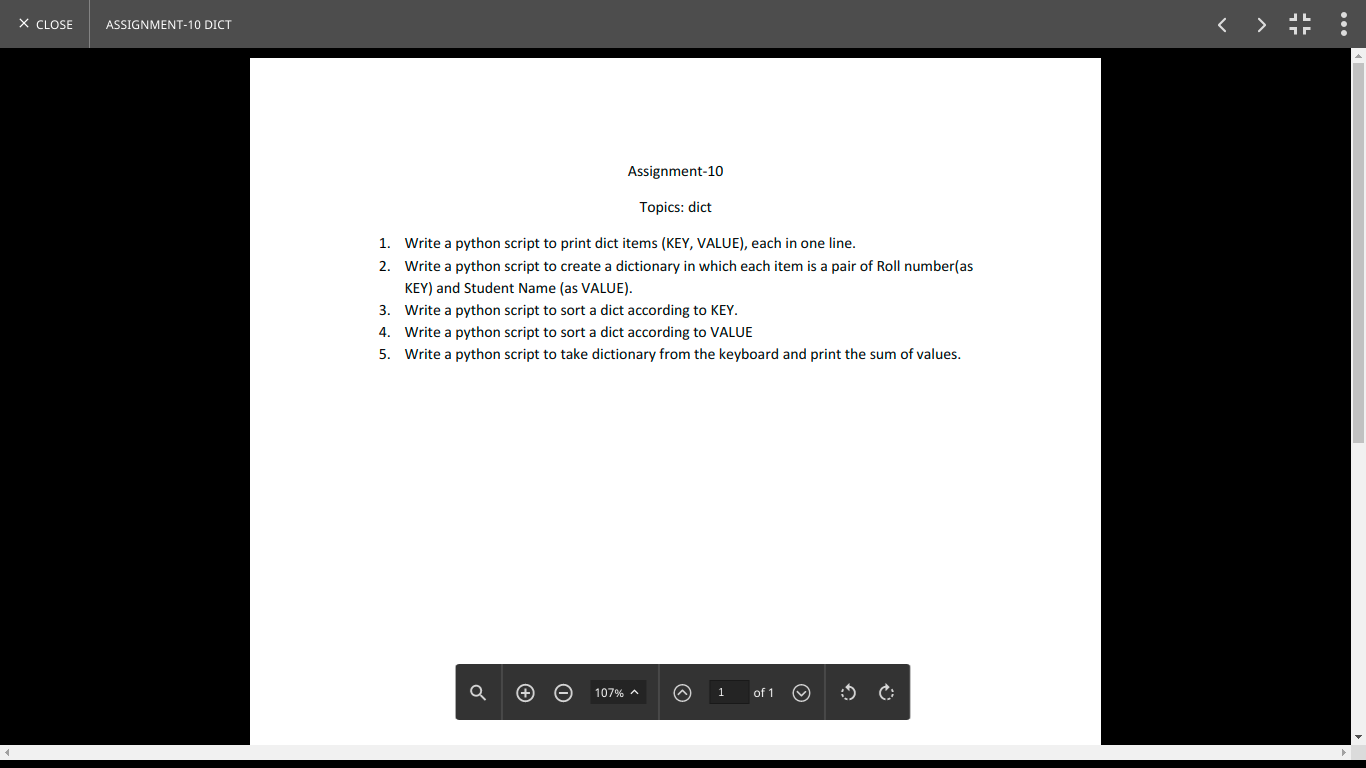 CLOSE ASSIGNMENT-10 DICT
Assignment-10
Topics: dict
1. Write a python script to print dict items (KEY, VALUE), each in one line.
2. Write a python script to create a dictionary in which each item is a pair of Roll number(as
KEY) and Student Name (as VALUE).
3. Write a python script to sort a dict according to KEY.
4. Write a python script to sort a dict according to VALUE
5. Write a python script to take dictionary from the keyboard and print the sum of values.
107% 1 of 1